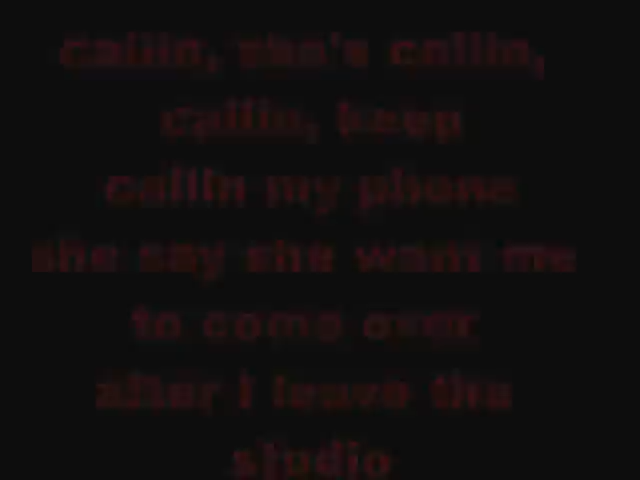 callin, she's callin,
callin, keep
callin my phone
she say she want me
to come over
after I leave the
studio